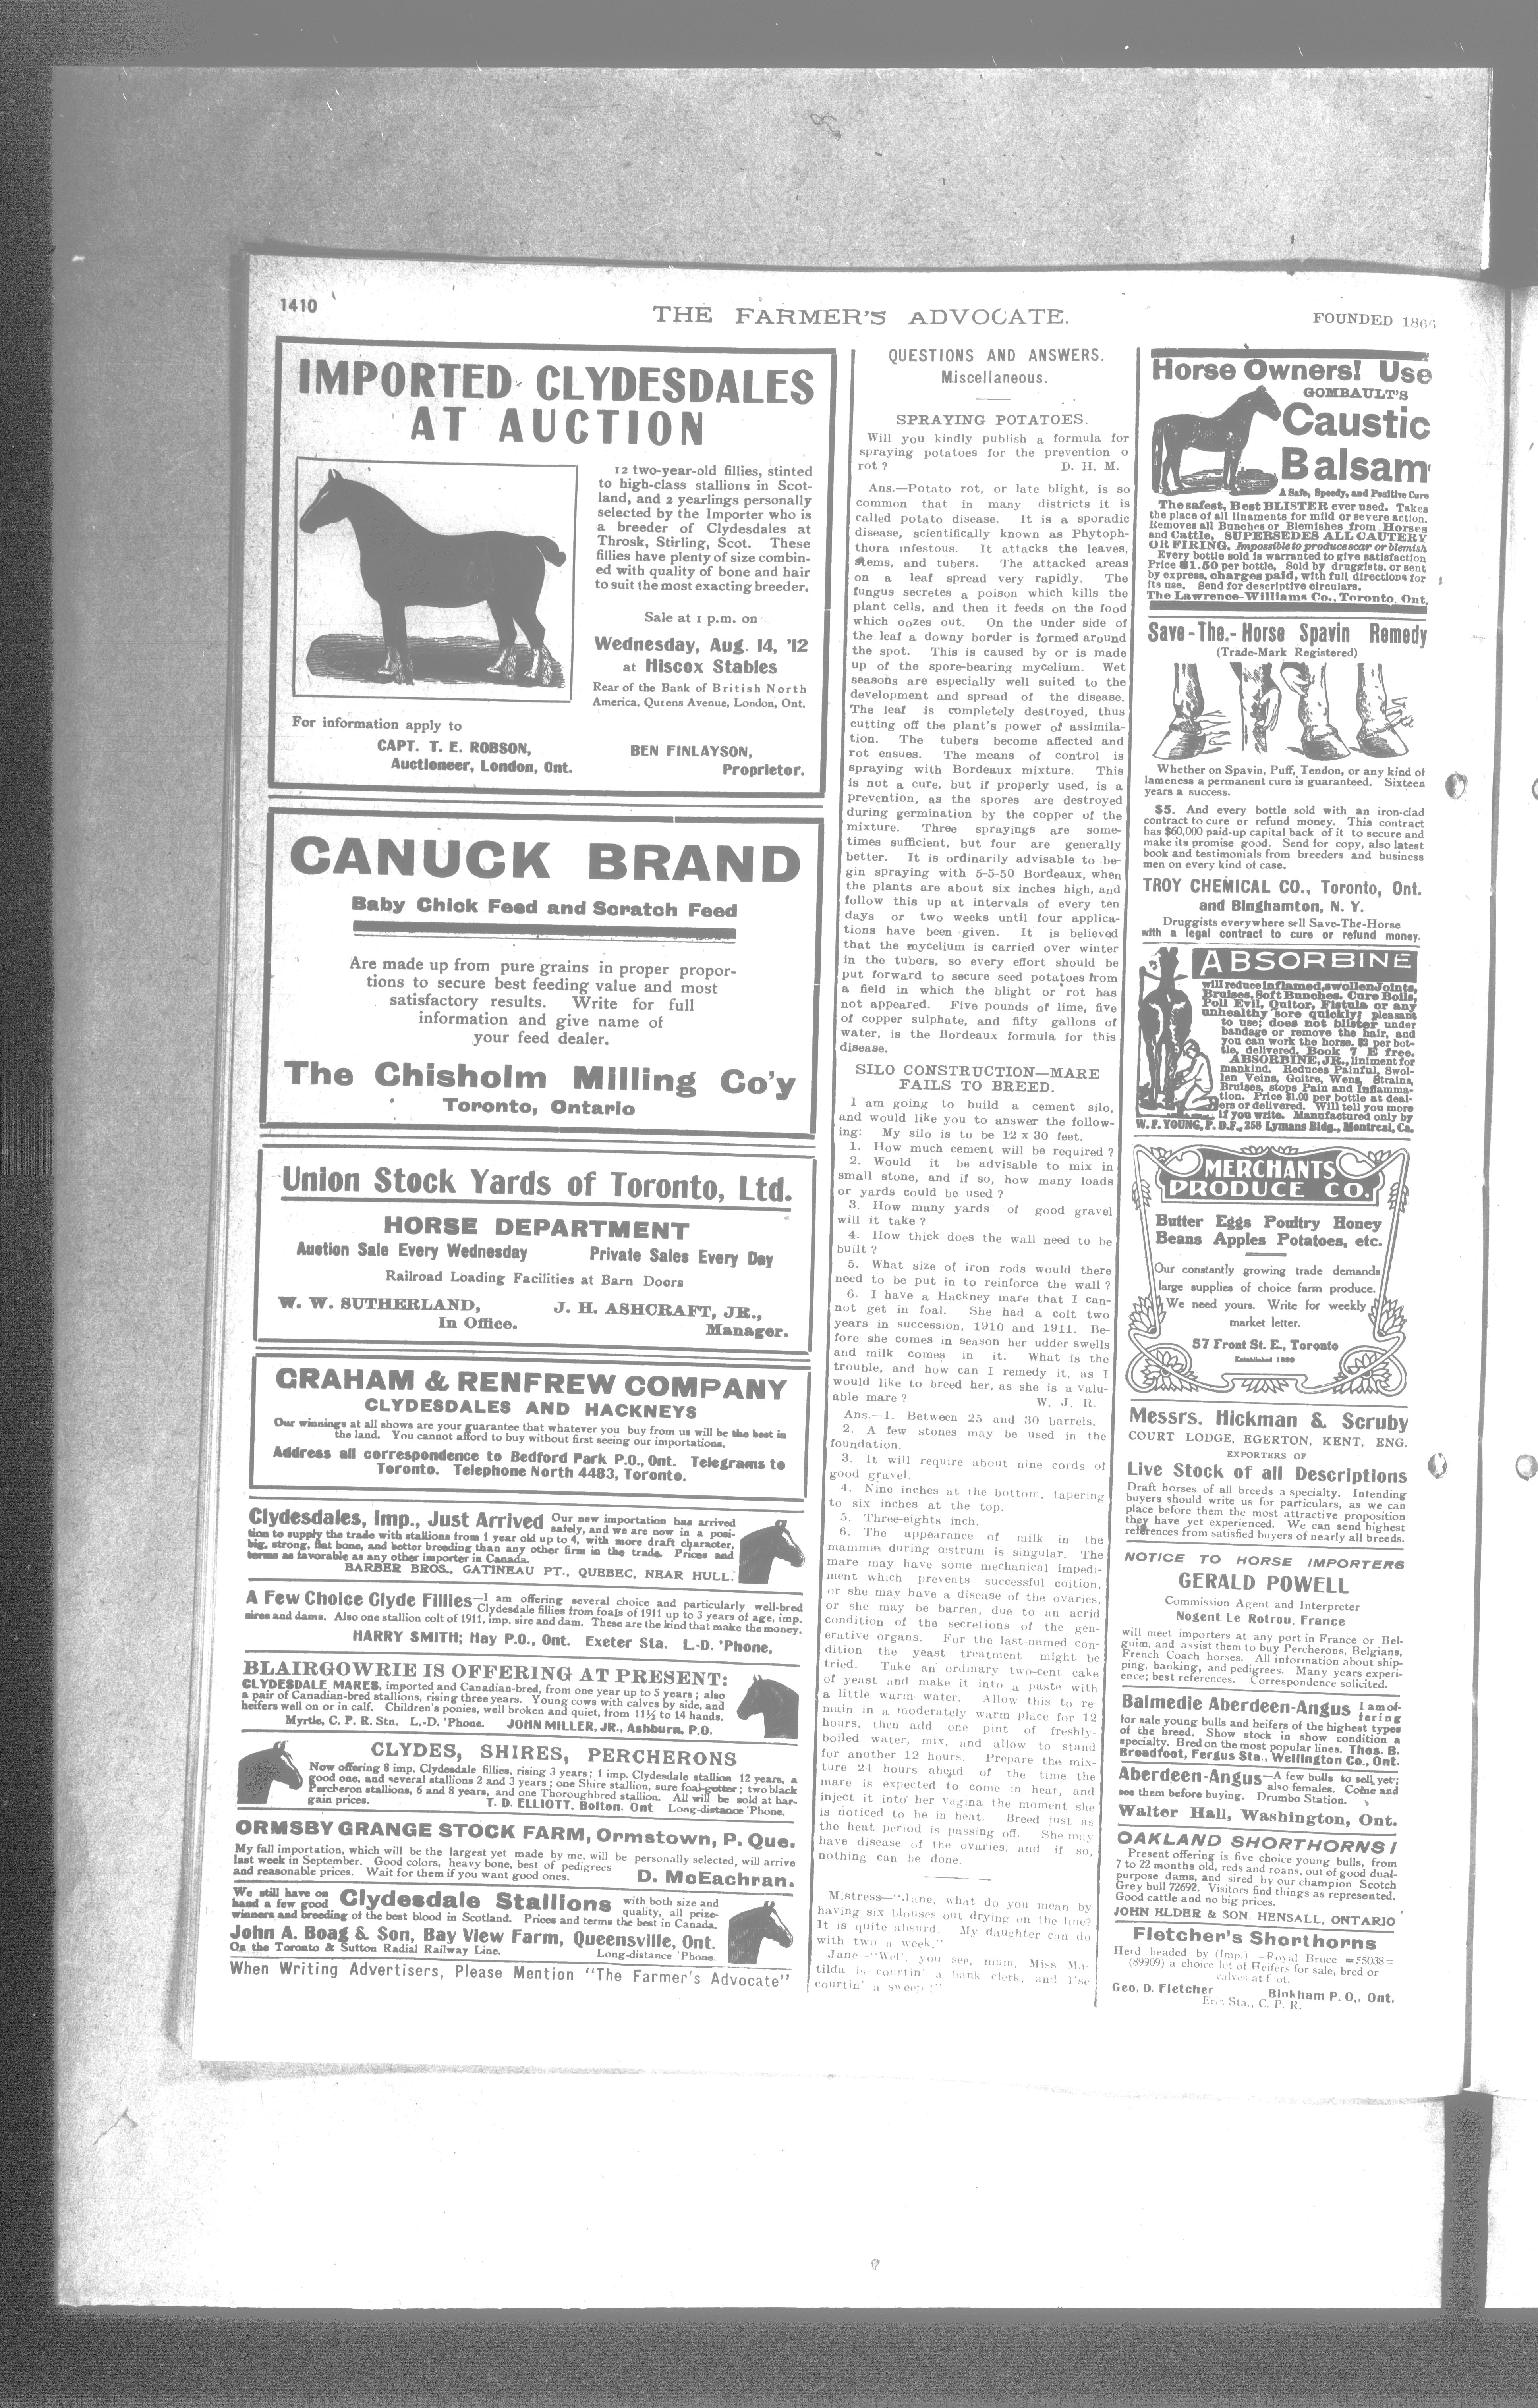 1410
THE FARMER'S ADVOCATE.
FOUNDED 1866
IMPORTED CLYDESDALES
AT AUCTION
12 two-year-old fillies, stinted
to high-class stallions in Scot-
land, and 2 yearlings personally
selected by the Importer who is
a breeder of Clydesdales at
Throsk, Stirling, Scot. These
fillies have plenty of size combin-
ed with quality of bone and hair
to suit the most exacting breeder.
Sale at 1 p.m. on
Wednesday, Aug. 14, '12
at Hiscox Stables
Rear of the Bank of British North
America, Queens Avenue, London, Ont.
For information apply to
CAPT. T. E. ROBSON,
Auctioneer, London, Ont.
BEN FINLAYSON,
Proprietor.
CANUCK BRAND
Baby Chick Feed and Scratch Feed
Are made up from pure grains in proper propor-
tions to secure best feeding value and most
satisfactory results. Write for full
information and give name of
your feed dealer.
The Chisholm Milling Co'y
Toronto, Ontario
Union Stock Yards of Toronto, Ltd.
HORSE DEPARTMENT
Auction Sale Every Wednesday Private Sales Every Day
Railroad Loading Facilities at Barn Doors
W. W. SUTHERLAND,
In Office.
J. H. ASHCRAFT, JR.,
Manager.
GRAHAM & RENFREW COMPANY
CLYDESDALES AND HACKNEYS
Our winnings at all shows are your guarantee that whatever you buy from us will be the best in
the land. You cannot afford to buy without first seeing our importations.
Address all correspondence to Bedford Park P.O., Ont. Telegrams to
Toronto. Telephone North 4483, Toronto.
Clydesdales, Imp., Just Arrived Our new importation has arrived
safely, and we are now in a posi-
tion to supply the trade with stallions from 1 year old up to 4, with more draft character,
big, strong, flat bone, and better breeding than any other firm in the trade. Prices and
terms as favorable as any other importer in Canada.
BARBER BROS., GATINEAU PT., QUEBEC, NEAR HULL.
A Few Choice Clyde Fillies—I am offering several choice and particularly well-bred
Clydesdale fillies from foals of 1911 up to 3 years of age, imp.
sires and dams. Also one stallion colt of 1911, imp. sire and dam. These are the kind that make the money.
HARRY SMITH; Hay P.O., Ont. Exeter Sta. L.-D. 'Phone,
BLAIRGOWRIE IS OFFERING AT PRESENT:
CLYDESDALE MARES, imported and Canadian-bred, from one year up to 5 years; also
a pair of Canadian-bred stallions, rising three years. Young cows with calves by side, and
heifers well on or in calf. Children's ponies, well broken and quiet, from 11½ to 14 hands.
Myrtle, C. P. R. Stn. L.-D. 'Phone. JOHN MILLER, JR., Ashburn, P.O.
CLYDES, SHIRES, PERCHERONS
Now offering 8 imp. Clydesdale fillies, rising 3 years; 1 imp. Clydesdale stallion 12 years, a
good one, and several stallions 2 and 3 years; one Shire stallion, sure foal-getter; two black
Percheron stallions, 6 and 8 years, and one Thoroughbred stallion. All will be sold at bar-
gain prices. T. D. ELLIOTT, Bolton, Ont Long-distance 'Phone.
ORMSBY GRANGE STOCK FARM, Ormstown, P. Que.
My fall importation, which will be the largest yet made by me, will be personally selected, will arrive
last week in September. Good colors, heavy bone, best of pedigrees
and reasonable prices. Wait for them if you want good ones. D. McEachran.
We still have on
hand a few good Clydesdale Stallions with both size and
quality, all prize-
winners and breeding of the best blood in Scotland. Prices and terms the best in Canada.
John A. Boag & Son, Bay View Farm, Queensville, Ont.
On the Toronto & Sutton Radial Railway Line. Long-distance 'Phone.
When Writing Advertisers, Please Mention "The Farmer's Advocate"
QUESTIONS AND ANSWERS.
Miscellaneous.
SPRAYING POTATOES.
Will you kindly publish a formula for
spraying potatoes for the prevention o
rot? D. H. M.
Ans.—Potato rot, or late blight, is so
common that in many districts it is
called potato disease. It is a sporadic
disease, scientifically known as Phytoph-
thora infestous. It attacks the leaves,
stems, and tubers. The attacked areas
on a leaf spread very rapidly. The
fungus secretes a poison which kills the
plant cells, and then it feeds on the food
which oozes out. On the under side of
the leaf a downy border is formed around
the spot. This is caused by or is made
up of the spore-bearing mycelium. Wet
seasons are especially well suited to the
development and spread of the disease.
The leaf is completely destroyed, thus
cutting off the plant's power of assimila-
tion. The tubers become affected and
rot ensues. The means of control is
spraying with Bordeaux mixture. This
is not a cure, but if properly used, is a
prevention, as the spores are destroyed
during germination by the copper of the
mixture. Three sprayings are some-
times sufficient, but four are generally
better. It is ordinarily advisable to be-
gin spraying with 5-5-50 Bordeaux, when
the plants are about six inches high, and
follow this up at intervals of every ten
days or two weeks until four applica-
tions have been given. It is believed
that the mycelium is carried over winter
in the tubers, so every effort should be
put forward to secure seed potatoes from
a field in which the blight or rot has
not appeared. Five pounds of lime, five
of copper sulphate, and fifty gallons of
water, is the Bordeaux formula for this
disease.
SILO CONSTRUCTION—MARE
FAILS TO BREED.
I am going to build a cement silo,
and would like you to answer the follow-
ing: My silo is to be 12 x 30 feet.
1. How much cement will be required?
2. Would it be advisable to mix in
small stone, and if so, how many loads
or yards could be used?
3. How many yards of good gravel
will it take?
4. How thick does the wall need to be
built?
5. What size of iron rods would there
need to be put in to reinforce the wall?
6. I have a Hackney mare that I can-
not get in foal. She had a colt two
years in succession, 1910 and 1911. Be-
fore she comes in season her udder swells
and milk comes in it. What is the
trouble, and how can I remedy it, as I
would like to breed her, as she is a valu-
able mare? W. J. R.
Ans.—1. Between 25 and 30 barrels.
2. A few stones may be used in the
foundation.
3. It will require about nine cords of
good gravel.
4. Nine inches at the bottom, tapering
to six inches at the top.
5. Three-eights inch.
6. The appearance of milk in the
mammæ during œstrum is singular. The
mare may have some mechanical impedi-
ment which prevents successful coition,
or she may have a disease of the ovaries,
or she may be barren, due to an acrid
condition of the secretions of the gen-
erative organs. For the last-named con-
dition the yeast treatment might be
tried. Take an ordinary two-cent cake
of yeast and make it into a paste with
a little warm water. Allow this to re-
main in a moderately warm place for 12
hours, then add one pint of freshly-
boiled water, mix, and allow to stand
for another 12 hours. Prepare the mix-
ture 24 hours ahead of the time the
mare is expected to come in heat, and
inject it into her vagina the moment she
is noticed to be in heat. Breed just as
the heat period is passing off. She may
have disease of the ovaries, and if so,
nothing can be done.
Mistress—"Jane, what do you mean by
having six blouses out drying on the line?
It is quite absurd. My daughter can do
with two a week."
Jane—"Well, you see, mum, Miss Ma-
tilda is courtin' a bank clerk, and I'se
courtin' a sweep!"
Horse Owners! Use
GOMBAULT'S
Caustic
Balsam
A Safe, Speedy, and Positive Cure
The safest, Best BLISTER ever used. Takes
the place of all linaments for mild or severe action.
Removes all Bunches or Blemishes from Horses
and Cattle, SUPERSEDES ALL CAUTERY
OR FIRING. Impossible to produce scar or blemish
Every bottle sold is warranted to give satisfaction
Price $1.50 per bottle. Sold by druggists, or sent
by express, charges paid, with full directions for
its use. Send for descriptive circulars.
The Lawrence-Williams Co., Toronto, Ont.
Save-The.-Horse Spavin Remedy
(Trade-Mark Registered)
Whether on Spavin, Puff, Tendon, or any kind of
lameness a permanent cure is guaranteed. Sixteen
years a success.
$5. And every bottle sold with an iron-clad
contract to cure or refund money. This contract
has $60,000 paid-up capital back of it to secure and
make its promise good. Send for copy, also latest
book and testimonials from breeders and business
men on every kind of case.
TROY CHEMICAL CO., Toronto, Ont.
and Binghamton, N. Y.
Druggists everywhere sell Save-The-Horse
with a legal contract to cure or refund money.
ABSORBINE
will reduce inflamed, swollen Joints,
Bruises, Soft Bunches. Cure Boils,
Poll Evil, Quitor, Fistula or any
unhealthy sore quickly; pleasant
to use; does not blister under
bandage or remove the hair, and
you can work the horse. $2 per bot-
tle, delivered. Book 7 E free.
ABSORBINE, JR., liniment for
mankind. Reduces Painful, Swol-
len Veins, Goitre, Wens, Strains,
Bruises, stops Pain and Inflamma-
tion. Price $1.00 per bottle at deal-
ers or delivered. Will tell you more
if you write. Manufactured only by
W. F. YOUNG, P. D.F., 258 Lymans Bldg., Montreal, Ca.
MERCHANTS
PRODUCE CO.
Butter Eggs Poultry Honey
Beans Apples Potatoes, etc.
Our constantly growing trade demands
large supplies of choice farm produce.
We need yours. Write for weekly
market letter.
57 Front St. E., Toronto
Established 1899
Messrs. Hickman & Scruby
COURT LODGE, EGERTON, KENT, ENG.
EXPORTERS OF
Live Stock of all Descriptions
Draft horses of all breeds a specialty. Intending
buyers should write us for particulars, as we can
place before them the most attractive proposition
they have yet experienced. We can send highest
references from satisfied buyers of nearly all breeds.
NOTICE TO HORSE IMPORTERS
GERALD POWELL
Commission Agent and Interpreter
Nogent Le Rotrou, France
will meet importers at any port in France or Bel-
guim, and assist them to buy Percherons, Belgians,
French Coach horses. All information about ship-
ping, banking, and pedigrees. Many years experi-
ence; best references. Correspondence solicited.
Balmedie Aberdeen-Angus I am of-
fering
for sale young bulls and heifers of the highest types
of the breed. Show stock in show condition a
specialty. Bred on the most popular lines. Thos. B.
Broadfoot, Fergus Sta., Wellington Co., Ont.
Aberdeen-Angus—A few bulls to sell yet;
also females. Come and
see them before buying. Drumbo Station.
Walter Hall, Washington, Ont.
OAKLAND SHORTHORNS!
Present offering is five choice young bulls, from
7 to 22 months old, reds and roans, out of good dual-
purpose dams, and sired by our champion Scotch
Grey bull 72692. Visitors find things as represented.
Good cattle and no big prices.
JOHN ELDER & SON, HENSALL, ONTARIO
Fletcher's Shorthorns
Herd headed by (Imp.) —Royal Bruce =55038=
(89909) a choice lot of Heifers for sale, bred or
calves at foot.
Geo. D. Fletcher Binkham P. O., Ont.
Erin Sta., C. P. R.